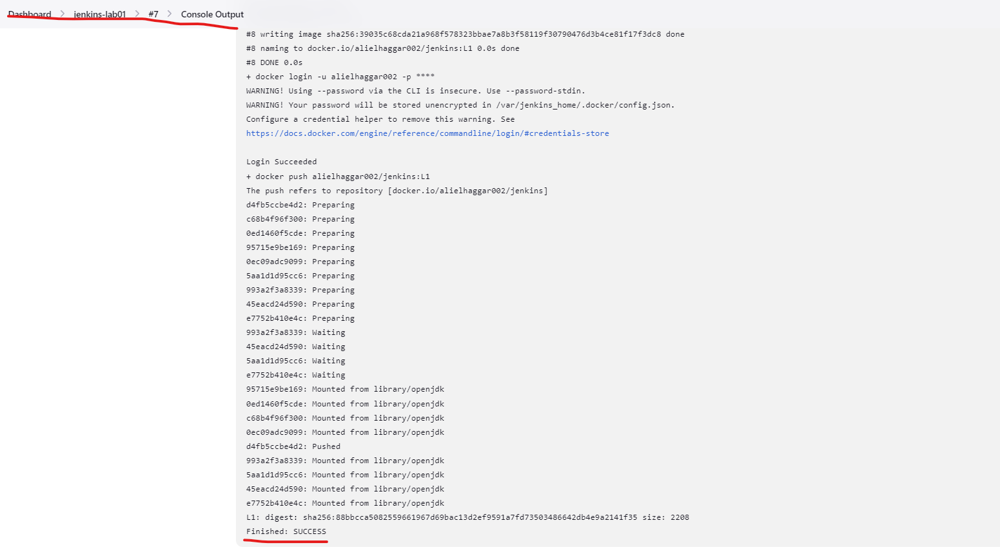 Dashboard > jenkins-lab01 > #7 > Console Output
#8 writing image sha256:39035c68cda21a968f578323bbae7a8b3f58119f30790476d3b4ce81f17f3dc8 done
#8 naming to docker.io/alielhaggar002/jenkins:L1 0.0s done
#8 DONE 0.0s
+ docker login -u alielhaggar002 -p ****
WARNING! Using --password via the CLI is insecure. Use --password-stdin.
WARNING! Your password will be stored unencrypted in /var/jenkins_home/.docker/config.json.
Configure a credential helper to remove this warning. See
https://docs.docker.com/engine/reference/commandline/login/#credentials-store
Login Succeeded
+ docker push alielhaggar002/jenkins:L1
The push refers to repository [docker.io/alielhaggar002/jenkins]
d4fb5ccbe4d2: Preparing
c68b4f96f300: Preparing
0ed1460f5cde: Preparing
95715e9be169: Preparing
0ec09adc9099: Preparing
5aa1d1d95cc6: Preparing
993a2f3a8339: Preparing
45eacd24d590: Preparing
e7752b410e4c: Preparing
993a2f3a8339: Waiting
45eacd24d590: Waiting
5aa1d1d95cc6: Waiting
e7752b410e4c: Waiting
95715e9be169: Mounted from library/openjdk
0ed1460f5cde: Mounted from library/openjdk
c68b4f96f300: Mounted from library/openjdk
0ec09adc9099: Mounted from library/openjdk
d4fb5ccbe4d2: Pushed
993a2f3a8339: Mounted from library/openjdk
5aa1d1d95cc6: Mounted from library/openjdk
45eacd24d590: Mounted from library/openjdk
e7752b410e4c: Mounted from library/openjdk
L1: digest: sha256:88bbcca5082559661967d69bac13d2ef9591a7fd73503486642db4e9a2141f35 size: 2208
Finished: SUCCESS